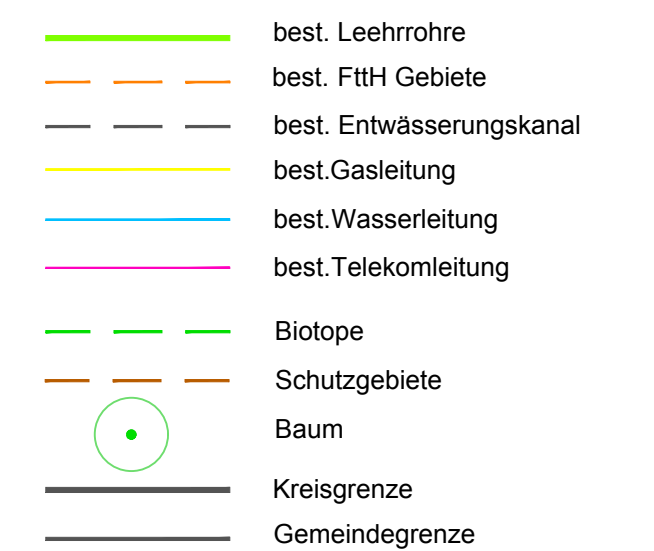 best. Leehrrohre
best. FttH Gebiete
best. Entwässerungskanal
best.Gasleitung
best.Wasserleitung
best.Telekomleitung
Biotope
Schutzgebiete
Baum
Kreisgrenze
Gemeindegrenze